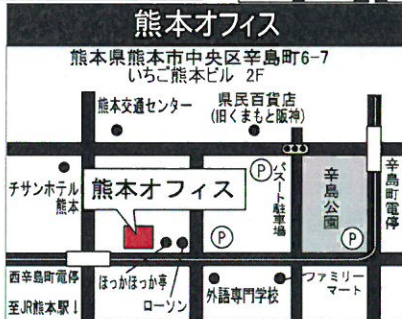 熊本オフィス
熊本県熊本市中央区辛島町6-7
いちご熊本ビル 2F
熊本交通センター
県民百貨店
(旧くまもと阪神)
チサンホテル
熊本
熊本オフィス
P
パスート駐車場
辛島公園
辛島町電停
P
P
西辛島町電停
ほっかほっか亭
ファミリー
マート
至JR熊本駅↓
ローソン
外語専門学校